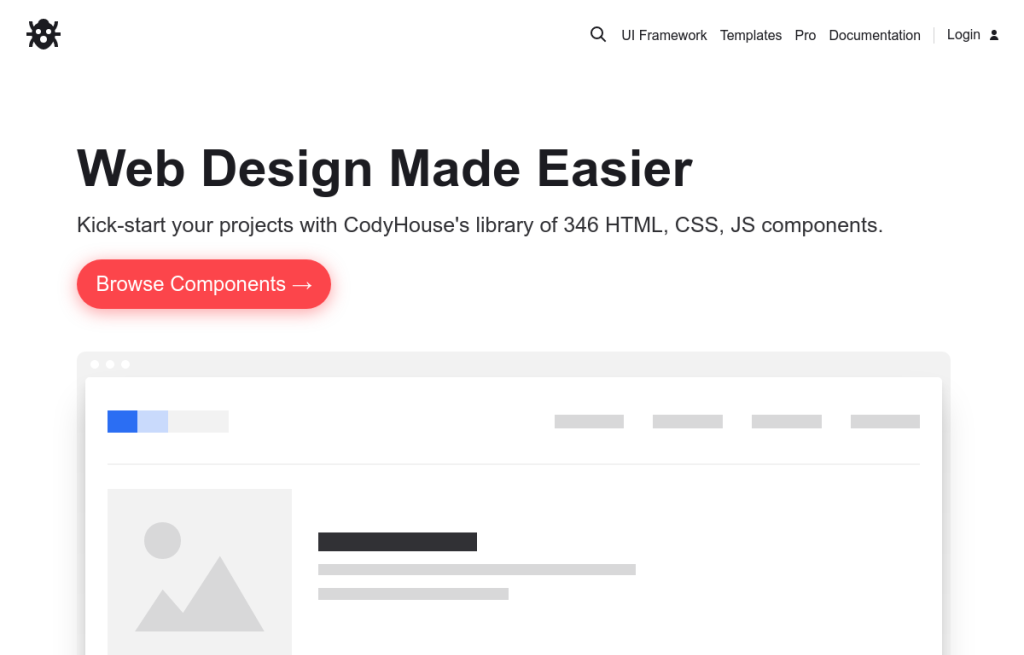 UI Framework Templates Pro Documentation Login
Web Design Made Easier
Kick-start your projects with CodyHouse's library of 346 HTML, CSS, JS components.
Browse Components →